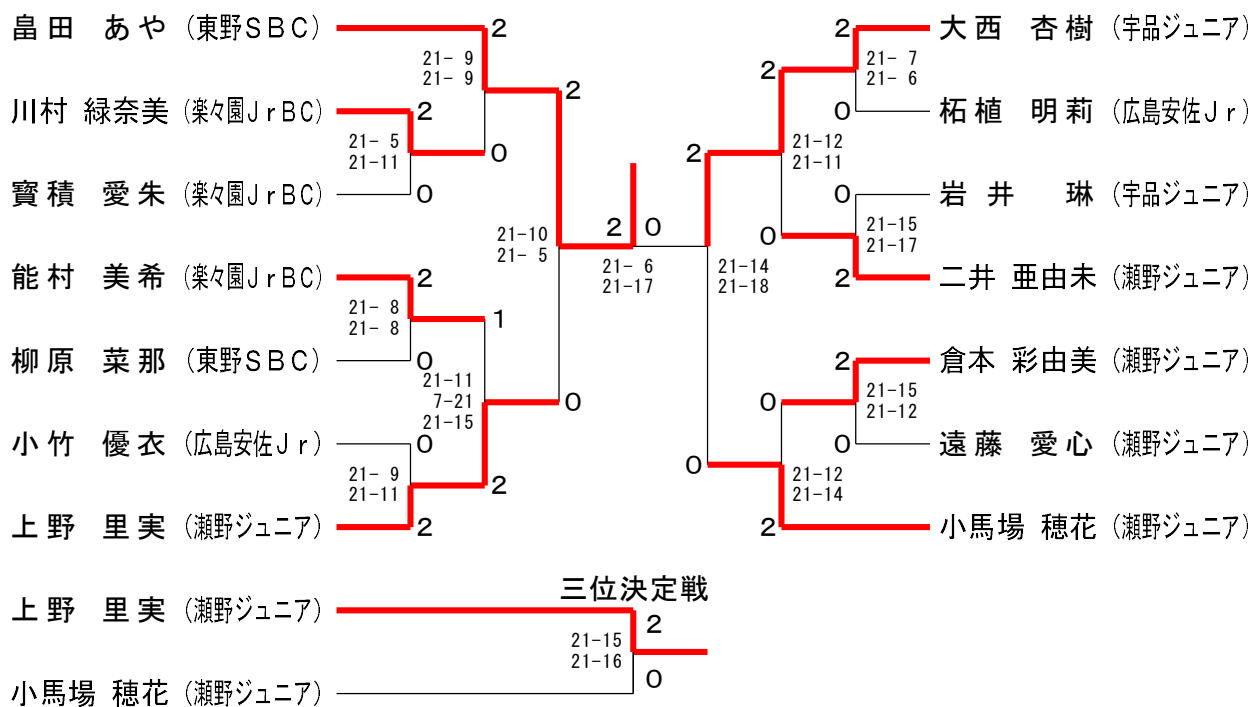 畠田 あや (東野SBC)
2
21- 9
21- 9
2
川村 緑奈美 (楽々園JrBC)
2
21- 5
21-11
0
寳積 愛朱 (楽々園JrBC)
0
21-10
21- 5
能村 美希 (楽々園JrBC)
2
21- 8
21- 8
1
柳原 菜那 (東野SBC)
0
21-11
7-21
21-15
0
小竹 優衣 (広島安佐Jr)
0
21- 9
21-11
2
上野 里実 (瀬野ジュニア)
2
2 0
21- 6
21-17
2 大西 杏樹 (宇品ジュニア)
2
21- 7
21- 6
0 柘植 明莉 (広島安佐Jr)
2
21-12
21-11
0 岩井 琳 (宇品ジュニア)
0
21-15
21-17
2 二井 亜由未 (瀬野ジュニア)
21-14
21-18
2 倉本 彩由美 (瀬野ジュニア)
0
21-15
21-12
0 遠藤 愛心 (瀬野ジュニア)
0
21-12
21-14
2 小馬場 穂花 (瀬野ジュニア)
三位決定戦
上野 里実 (瀬野ジュニア)
2
21-15
21-16
0
小馬場 穂花 (瀬野ジュニア)